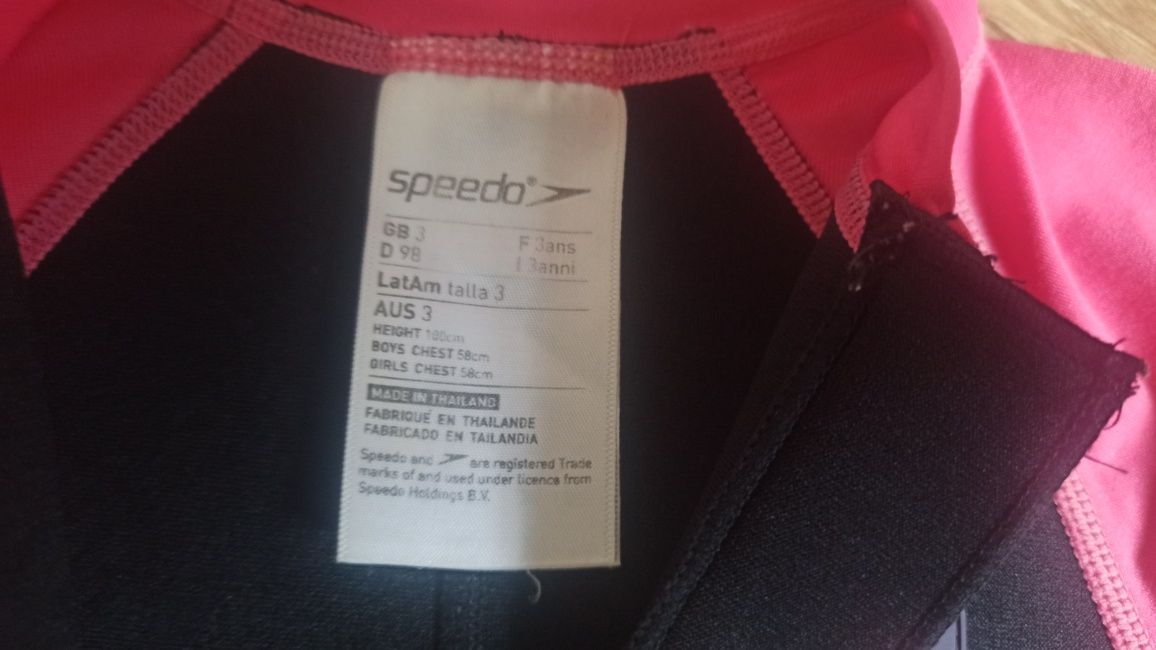 speedo®
GB 3 F 3ans
D 98 I 3anni
LatAm talla 3
AUS 3
HEIGHT 100cm
BOYS CHEST 58cm
GIRLS CHEST 58cm
MADE IN THAILAND
FABRIQUÉ EN THAILANDE
FABRICADO EN TAILANDIA
Speedo and are registered Trade
marks of and used under licence from
Speedo Holdings B.V.